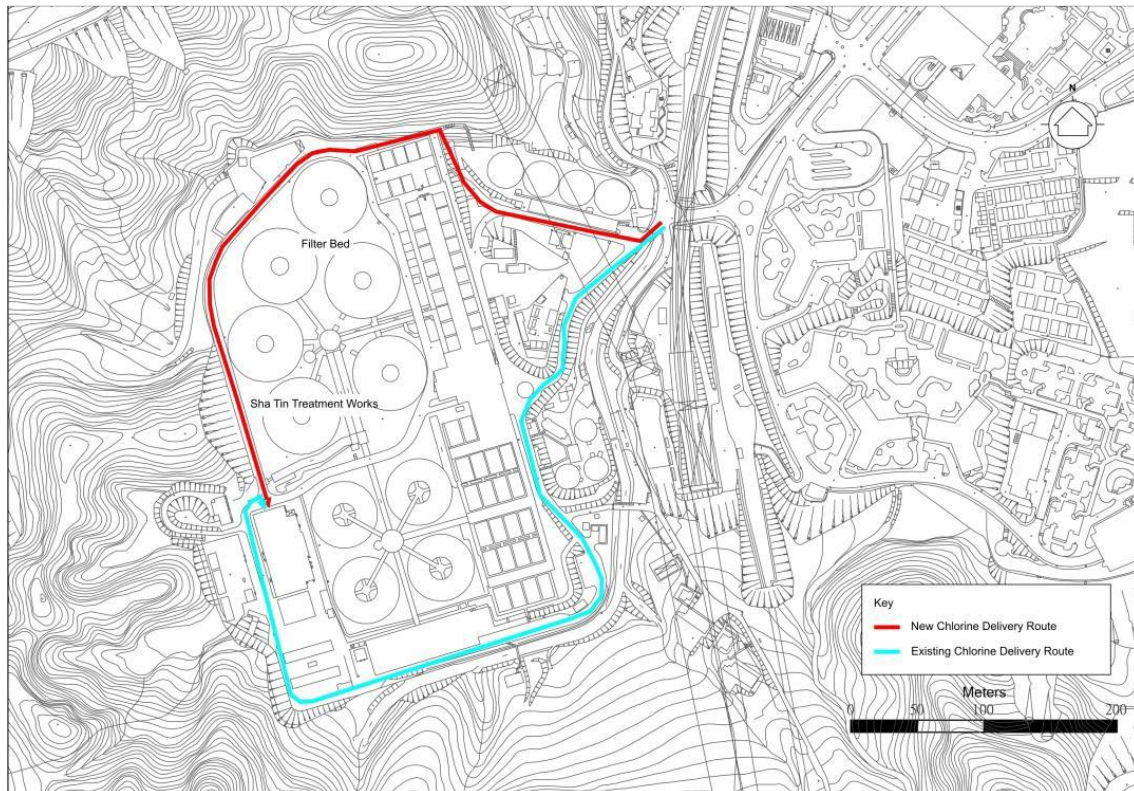 N
Filter Bed
Sha Tin Treatment Works
Key
New Chlorine Delivery Route
Existing Chlorine Delivery Route
Meters
0 50 100 200